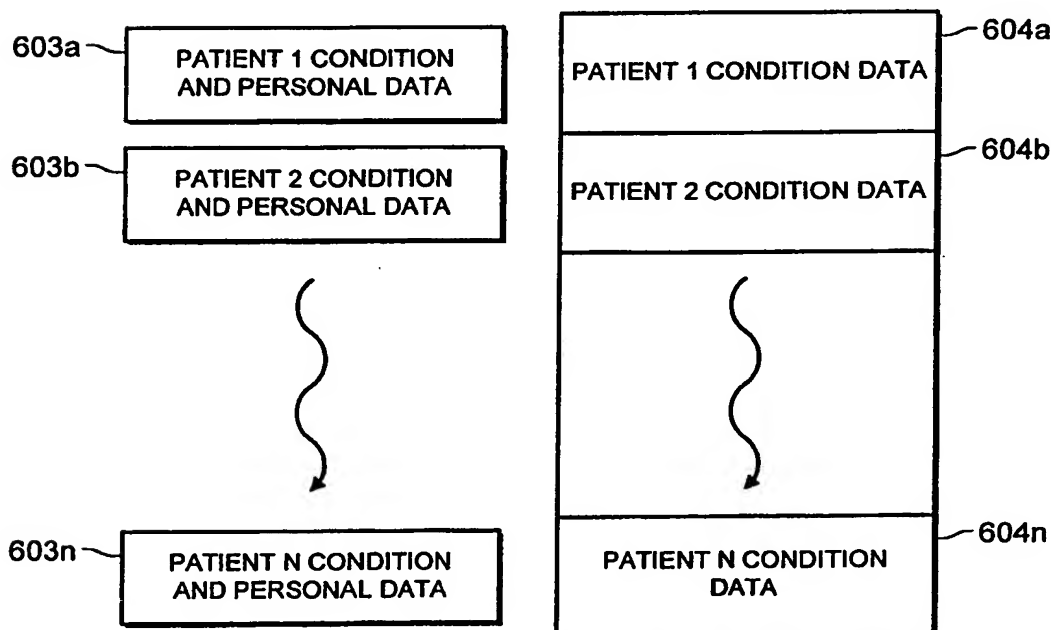 603a
PATIENT 1 CONDITION
AND PERSONAL DATA
603b
PATIENT 2 CONDITION
AND PERSONAL DATA
603n
PATIENT N CONDITION
AND PERSONAL DATA
604a
PATIENT 1 CONDITION DATA
604b
PATIENT 2 CONDITION DATA
604n
PATIENT N CONDITION
DATA